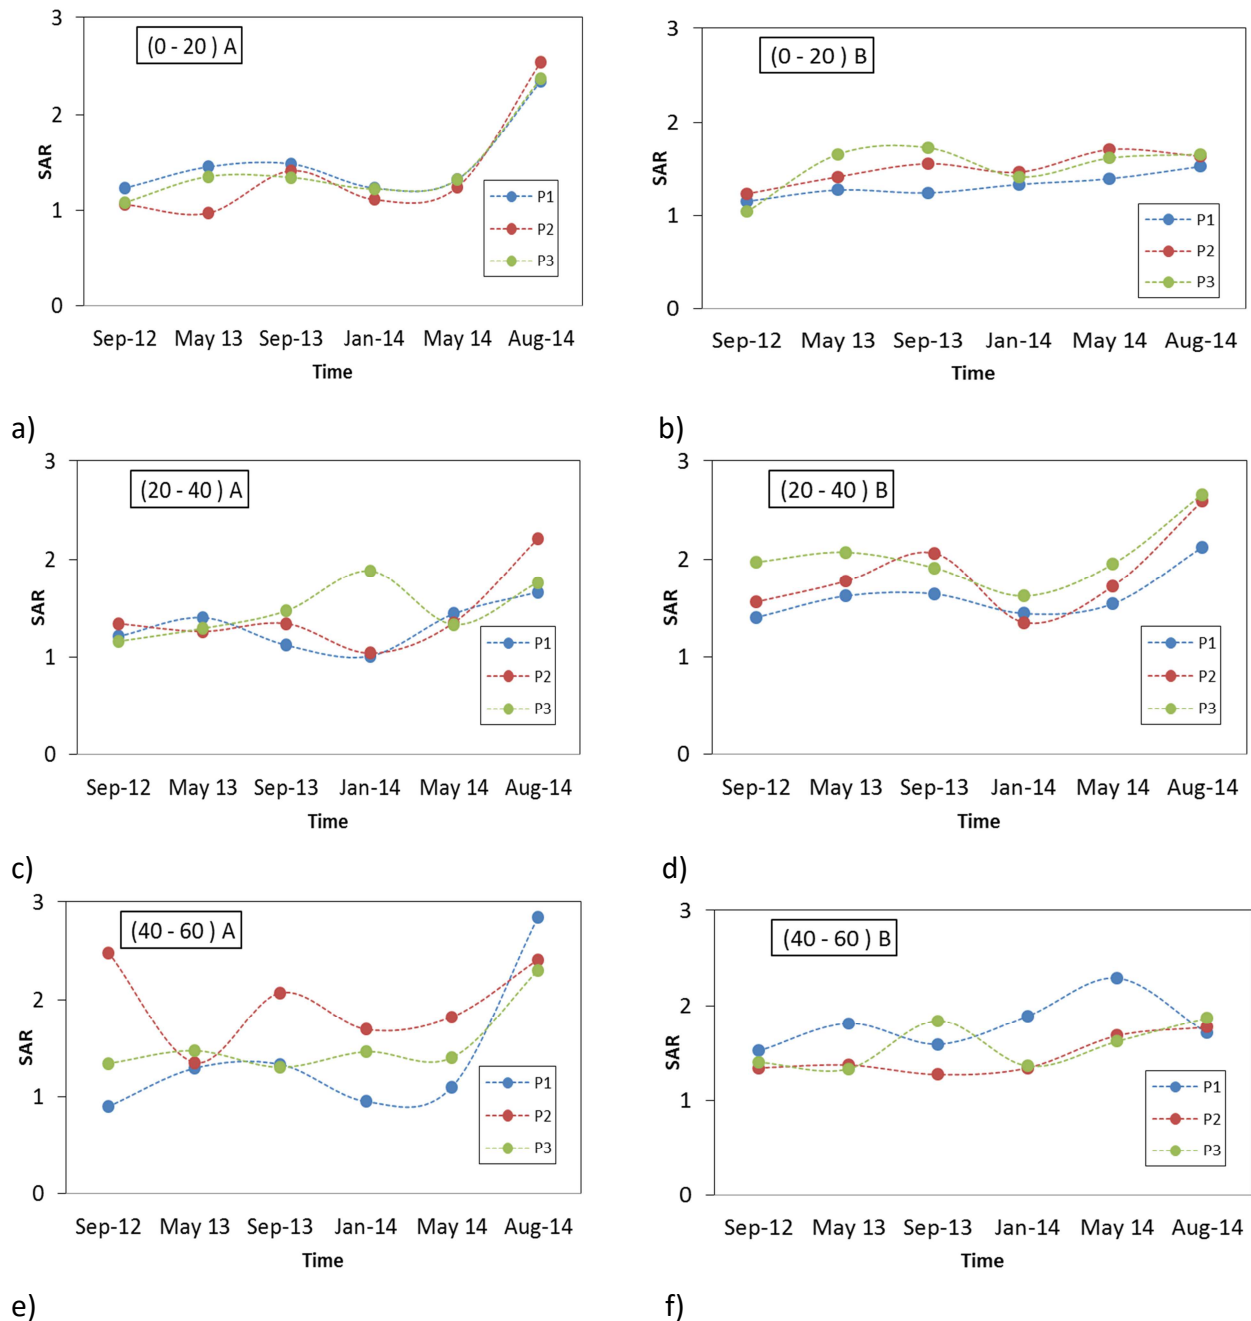 3
(0 - 20 ) A
2
SAR
1
0
P1
P2
P3
Sep-12 May 13 Sep-13 Jan-14 May 14 Aug-14
Time
a)
3
(0 - 20 ) B
2
SAR
1
0
P1
P2
P3
Sep-12 May 13 Sep-13 Jan-14 May 14 Aug-14
Time
b)
3
(20 - 40 ) A
2
SAR
1
0
P1
P2
P3
Sep-12 May 13 Sep-13 Jan-14 May 14 Aug-14
Time
c)
3
(20 - 40 ) B
2
SAR
1
0
P1
P2
P3
Sep-12 May 13 Sep-13 Jan-14 May 14 Aug-14
Time
d)
3
(40 - 60 ) A
2
SAR
1
0
P1
P2
P3
Sep-12 May 13 Sep-13 Jan-14 May 14 Aug-14
Time
e)
3
(40 - 60 ) B
2
SAR
1
0
P1
P2
P3
Sep-12 May 13 Sep-13 Jan-14 May 14 Aug-14
Time
f)